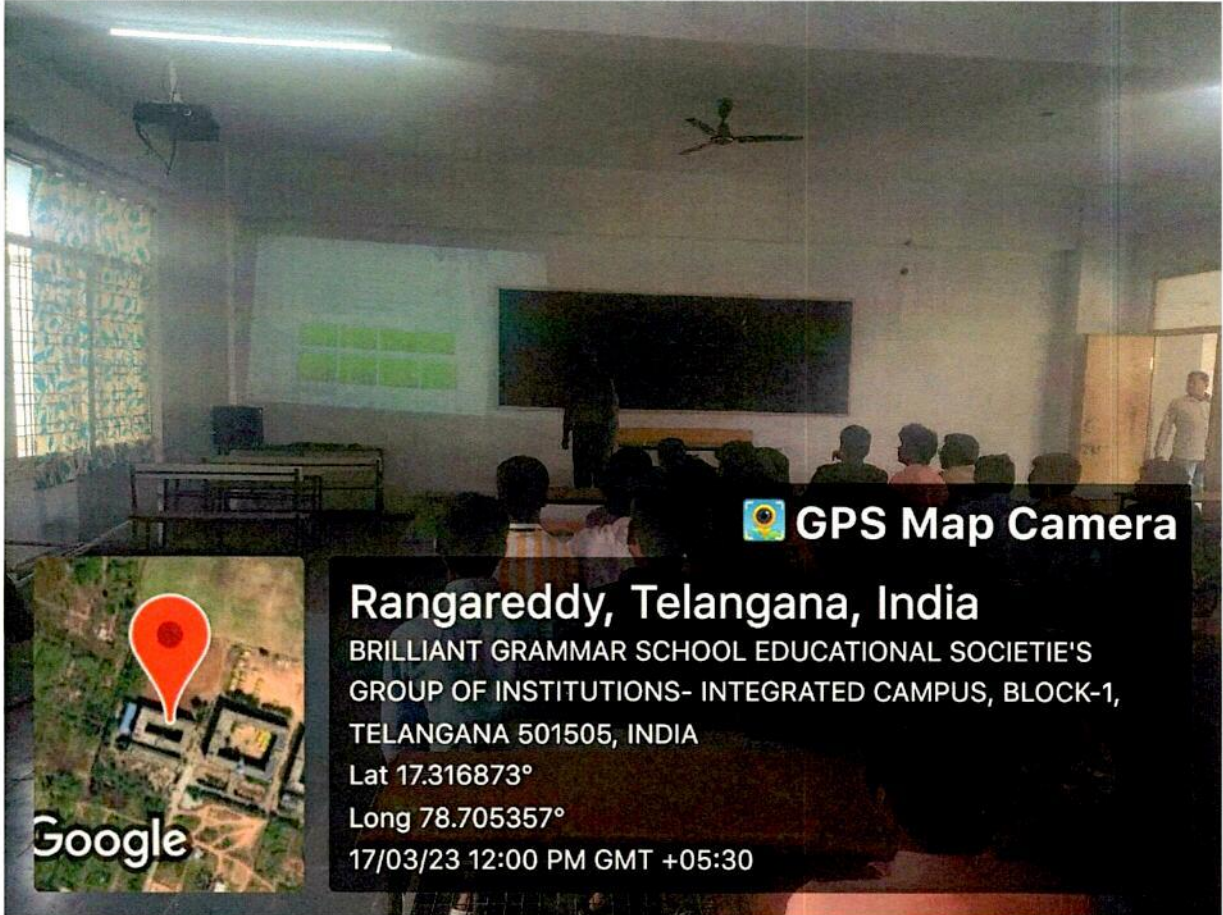 GPS Map Camera
Rangareddy, Telangana, India
BRILLIANT GRAMMAR SCHOOL EDUCATIONAL SOCIETIE'S
GROUP OF INSTITUTIONS- INTEGRATED CAMPUS, BLOCK-1,
TELANGANA 501505, INDIA
Lat 17.316873°
Long 78.705357°
17/03/23 12:00 PM GMT +05:30
Google